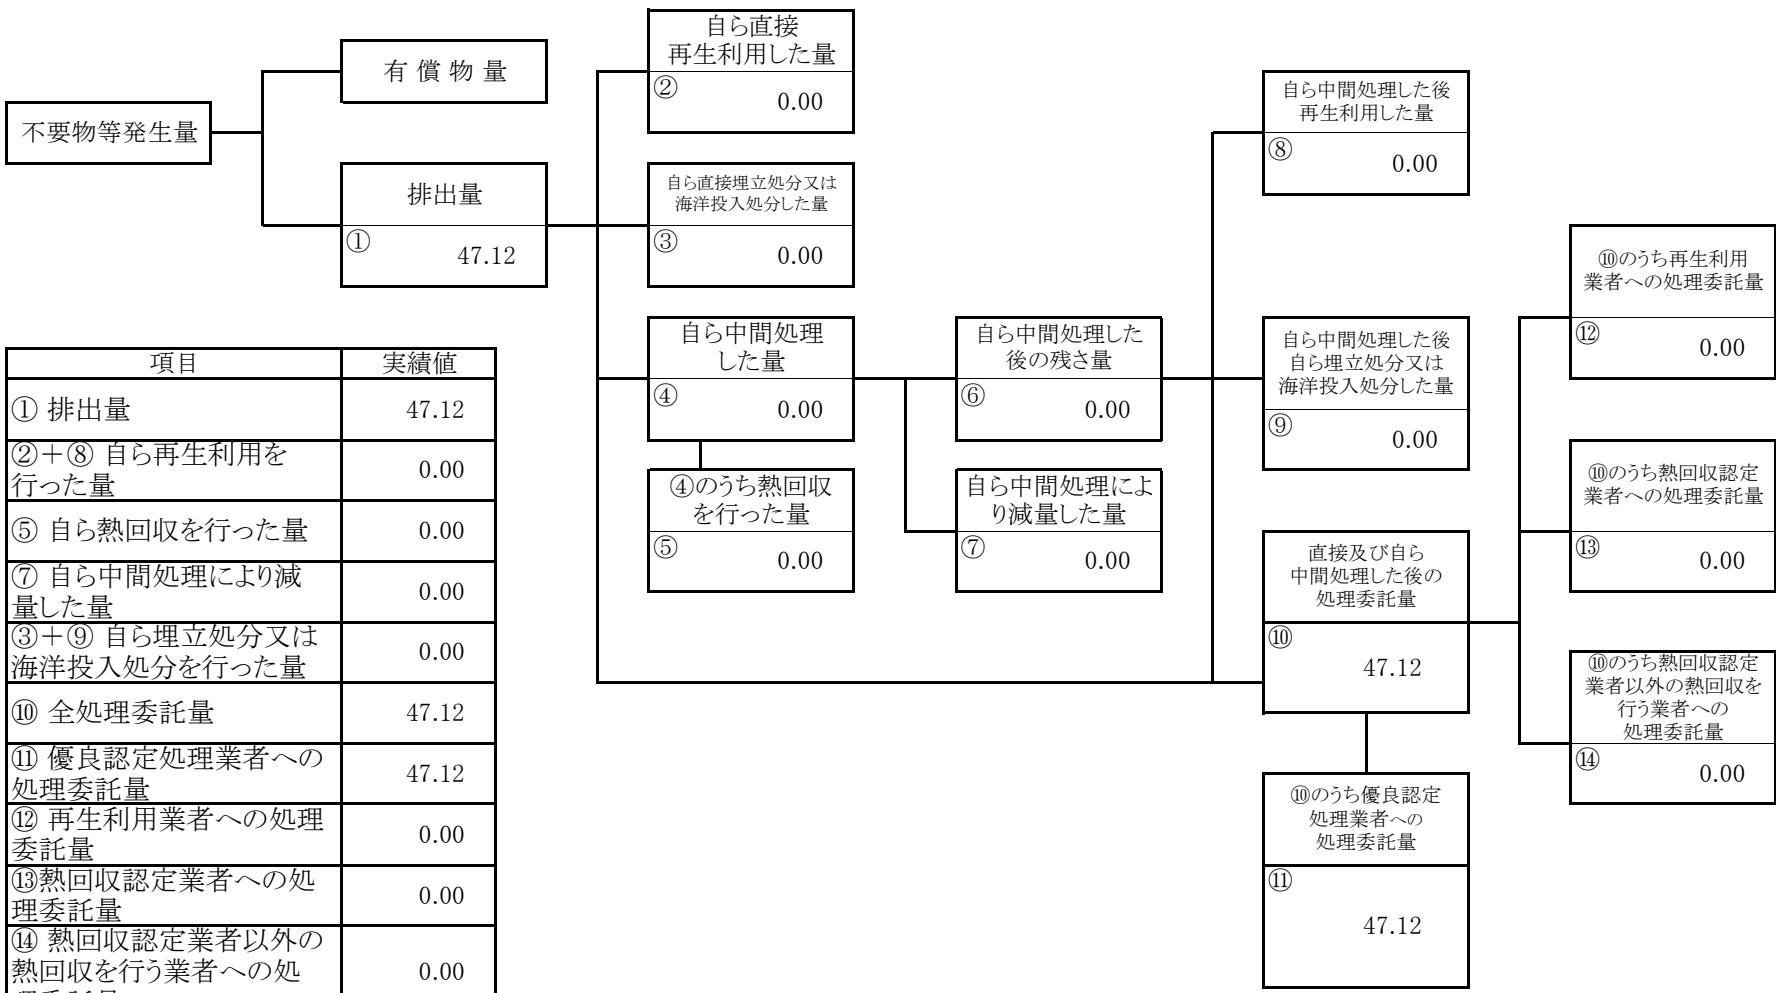 不要物等発生量
有 償 物 量
排出量
①
47.12
自ら直接
再生利用した量
②
0.00
自ら直接埋立処分又は
海洋投入処分した量
③
0.00
自ら中間処理
した量
④
0.00
④のうち熱回収
を行った量
⑤
0.00
自ら中間処理した
後の残さ量
⑥
0.00
自ら中間処理によ
り減量した量
⑦
0.00
自ら中間処理した後
再生利用した量
⑧
0.00
自ら中間処理した後
自ら埋立処分又は
海洋投入処分した量
⑨
0.00
直接及び自ら
中間処理した後の
処理委託量
⑩
47.12
⑩のうち優良認定
処理業者への
処理委託量
⑪
47.12
⑩のうち再生利用
業者への処理委託量
⑫
0.00
⑩のうち熱回収認定
業者への処理委託量
⑬
0.00
⑩のうち熱回収認定
業者以外の熱回収を
行う業者への
処理委託量
⑭
0.00
項目 実績値
① 排出量 47.12
②＋⑧ 自ら再生利用を
行った量 0.00
⑤ 自ら熱回収を行った量 0.00
⑦ 自ら中間処理により減
量した量 0.00
③＋⑨ 自ら埋立処分又は
海洋投入処分を行った量 0.00
⑩ 全処理委託量 47.12
⑪ 優良認定処理業者への
処理委託量 47.12
⑫ 再生利用業者への処理
委託量 0.00
⑬熱回収認定業者への処
理委託量 0.00
⑭ 熱回収認定業者以外の
熱回収を行う業者への処 0.00